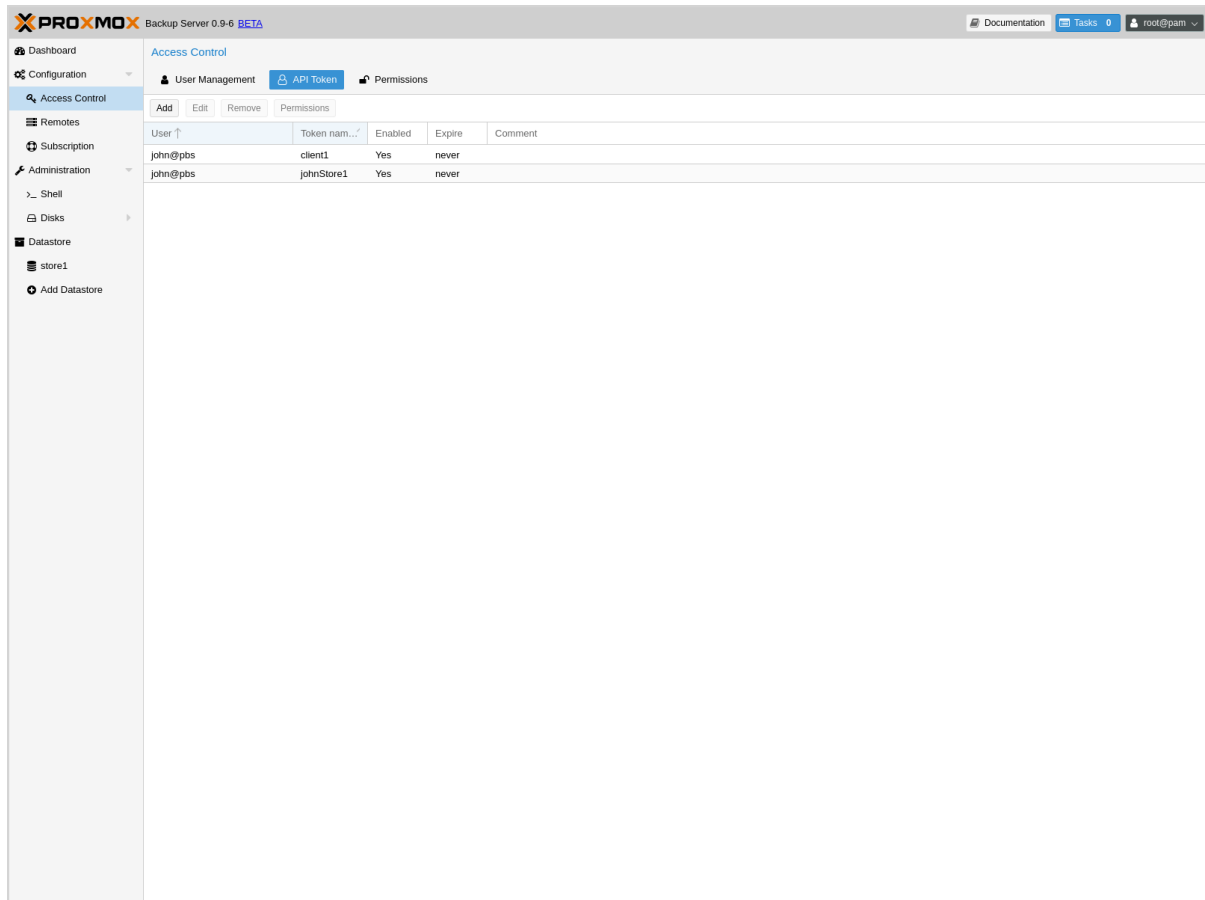 PROXMOX Backup Server 0.9-6 BETA Documentation Tasks 0 root@pam
Dashboard
Configuration
Access Control
Remotes
Subscription
Administration
>_ Shell
Disks
Datastore
store1
Add Datastore
Access Control
User Management API Token Permissions
Add Edit Remove Permissions
User Token nam... Enabled Expire Comment
john@pbs client1 Yes never
john@pbs johnStore1 Yes never